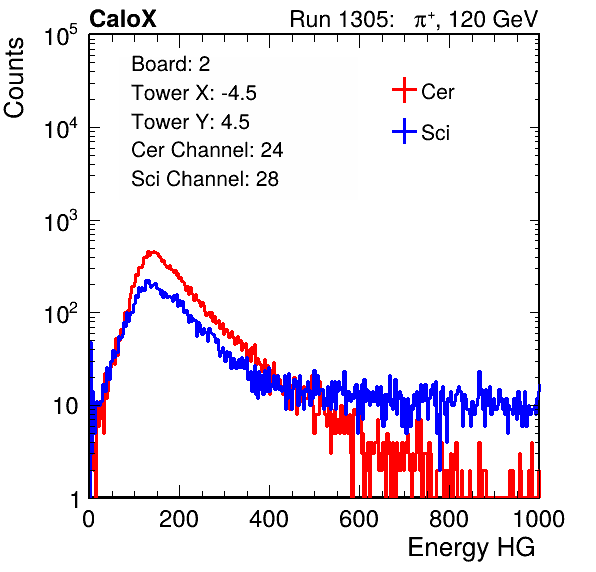 CaloX Run 1305: π⁺, 120 GeV
Counts
Board: 2
Tower X: -4.5
Tower Y: 4.5
Cer Channel: 24
Sci Channel: 28
Cer
Sci
10⁵
10⁴
10³
10²
10
1
0 200 400 600 800 1000
Energy HG